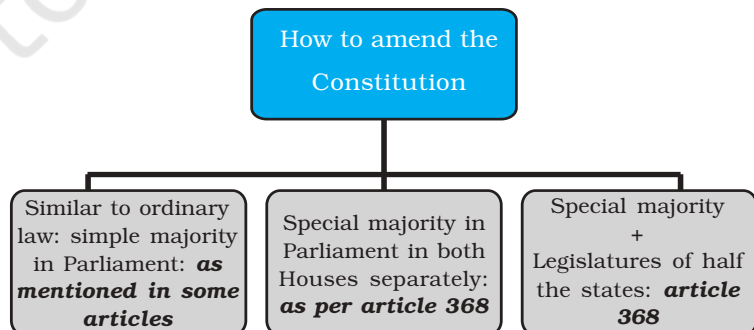 How to amend the
Constitution
Similar to ordinary
law: simple majority
in Parliament: as
mentioned in some
articles
Special majority in
Parliament in both
Houses separately:
as per article 368
Special majority
+
Legislatures of half
the states: article
368